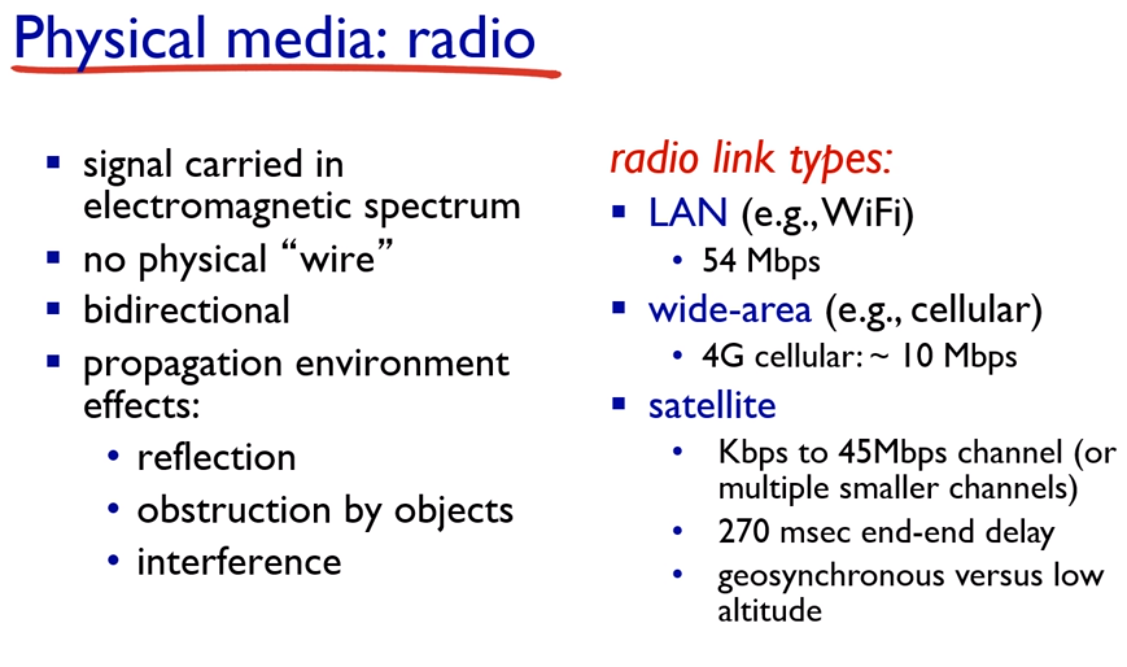 Physical media: radio
▪ signal carried in
electromagnetic spectrum
▪ no physical “wire”
▪ bidirectional
▪ propagation environment
effects:
• reflection
• obstruction by objects
• interference
radio link types:
▪ LAN (e.g., WiFi)
• 54 Mbps
▪ wide-area (e.g., cellular)
• 4G cellular: ~ 10 Mbps
▪ satellite
• Kbps to 45Mbps channel (or
multiple smaller channels)
• 270 msec end-end delay
• geosynchronous versus low
altitude